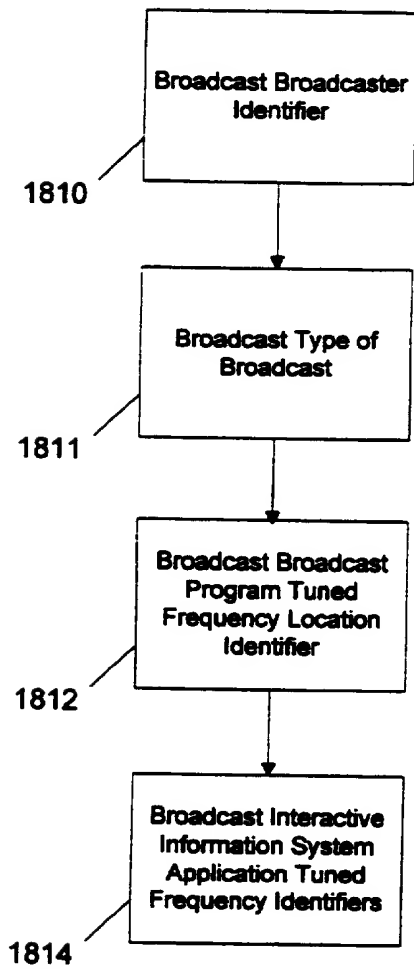 Broadcast Broadcaster
Identifier
1810
Broadcast Type of
Broadcast
1811
Broadcast Broadcast
Program Tuned
Frequency Location
Identifier
1812
Broadcast Interactive
Information System
Application Tuned
Frequency Identifiers
1814